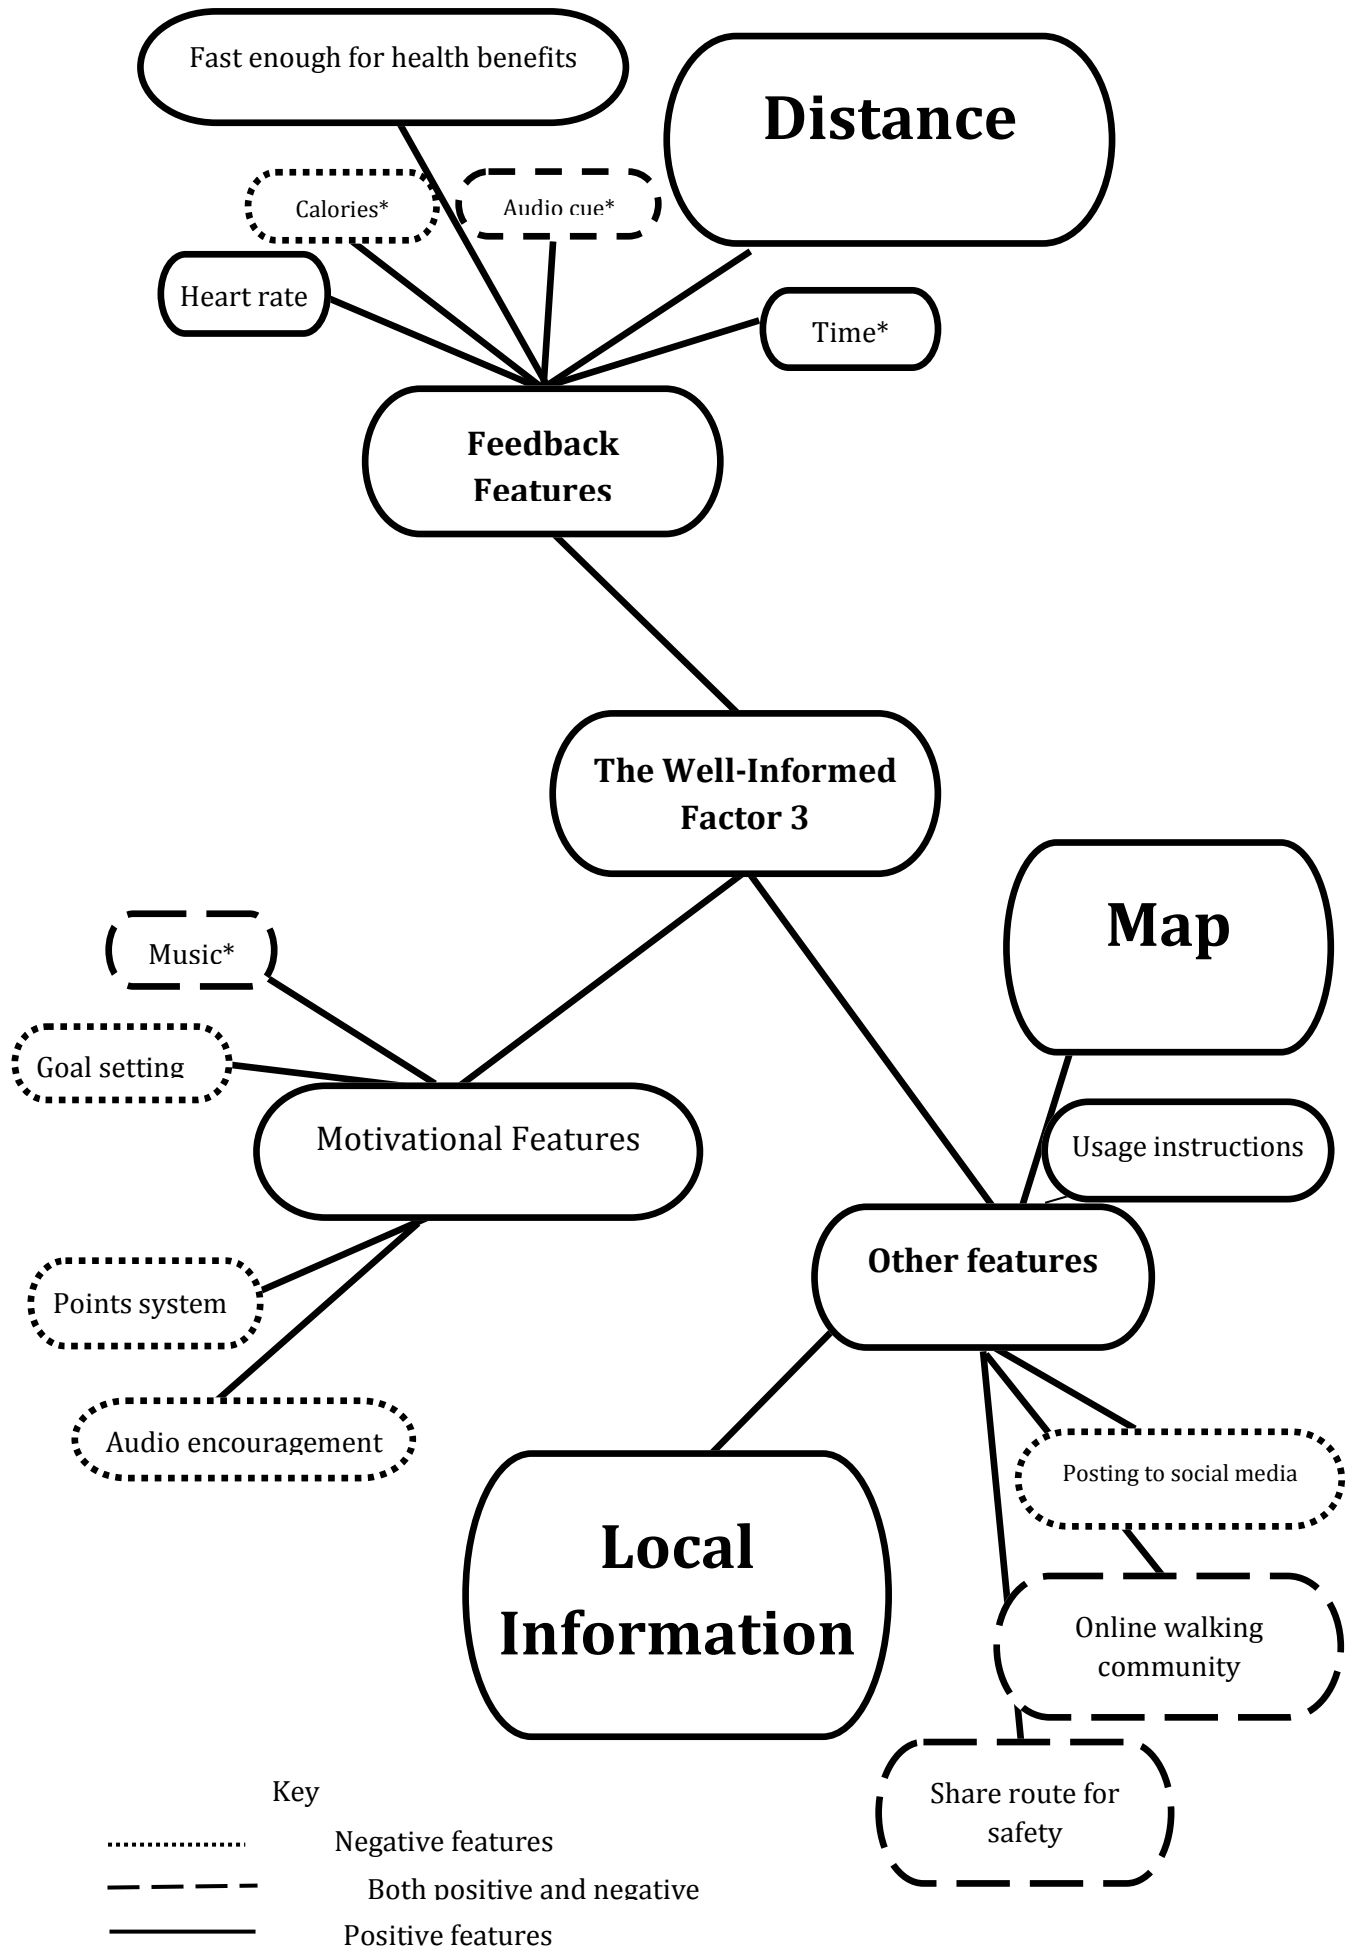 Fast enough for health benefits
Distance
Calories*
Audio cue*
Heart rate
Time*
Feedback
Features
The Well-Informed
Factor 3
Map
Music*
Goal setting
Motivational Features
Usage instructions
Other features
Points system
Audio encouragement
Posting to social media
Local
Information
Online walking
community
Share route for
safety
Key
Negative features
Both positive and negative
Positive features